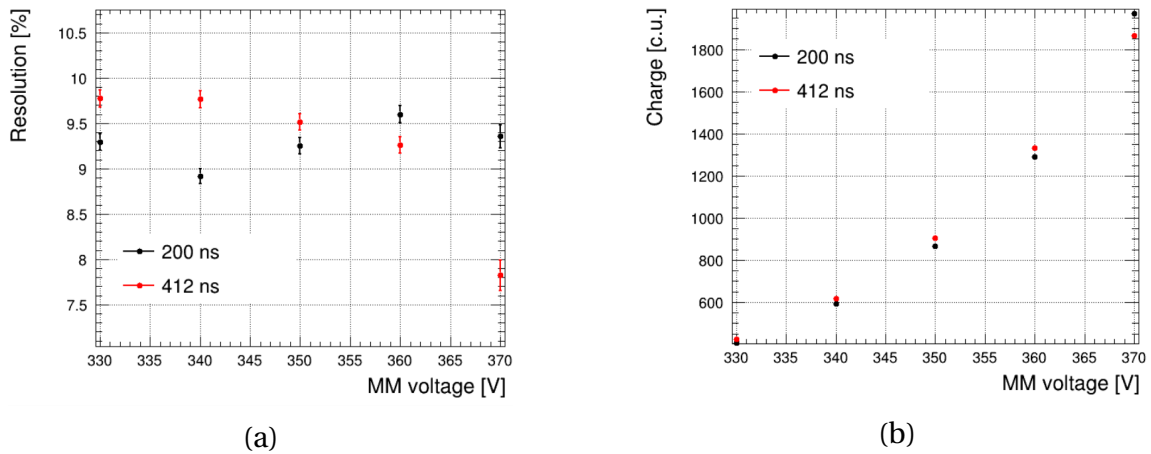 Resolution [%]
10.5
10
9.5
9
8.5
8
7.5
200 ns
412 ns
330 335 340 345 350 355 360 365 370
MM voltage [V]
(a)
Charge [c.u.]
1800
1600
1400
1200
1000
800
600
200 ns
412 ns
330 335 340 345 350 355 360 365 370
MM voltage [V]
(b)